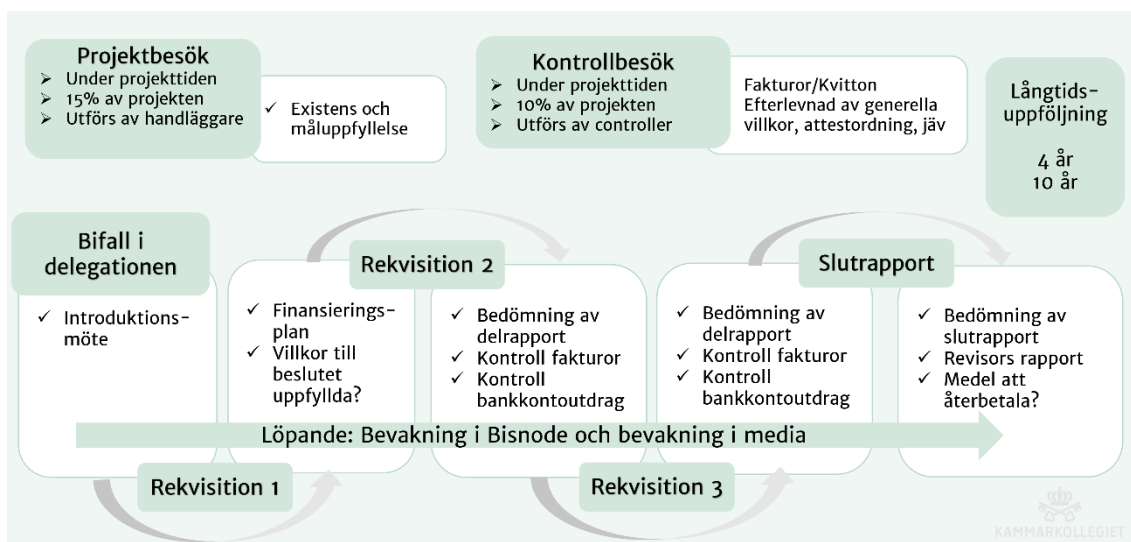 Projektbesök
➢ Under projekttiden
➢ 15% av projekten
➢ Utförs av handläggare
✓ Existens och
måluppfyllelse
Kontrollbesök
➢ Under projekttiden
➢ 10% av projekten
➢ Utförs av controller
Fakturor/Kvitton
Efterlevnad av generella
villkor, attestordning, jäv
Långtids-
uppföljning
4 år
10 år
Bifall i
delegationen
✓ Introduktions-
möte
Rekvisition 1
✓ Finansierings-
plan
✓ Villkor till
beslutet
uppfyllda?
Rekvisition 2
✓ Bedömning av
delrapport
✓ Kontroll fakturor
✓ Kontroll
bankkontoutdrag
Rekvisition 3
✓ Bedömning av
delrapport
✓ Kontroll fakturor
✓ Kontroll
bankkontoutdrag
Slutrapport
✓ Bedömning av
slutrapport
✓ Revisors rapport
✓ Medel att
återbetala?
Löpande: Bevakning i Bisnode och bevakning i media
KAMMARKOLLEGIET